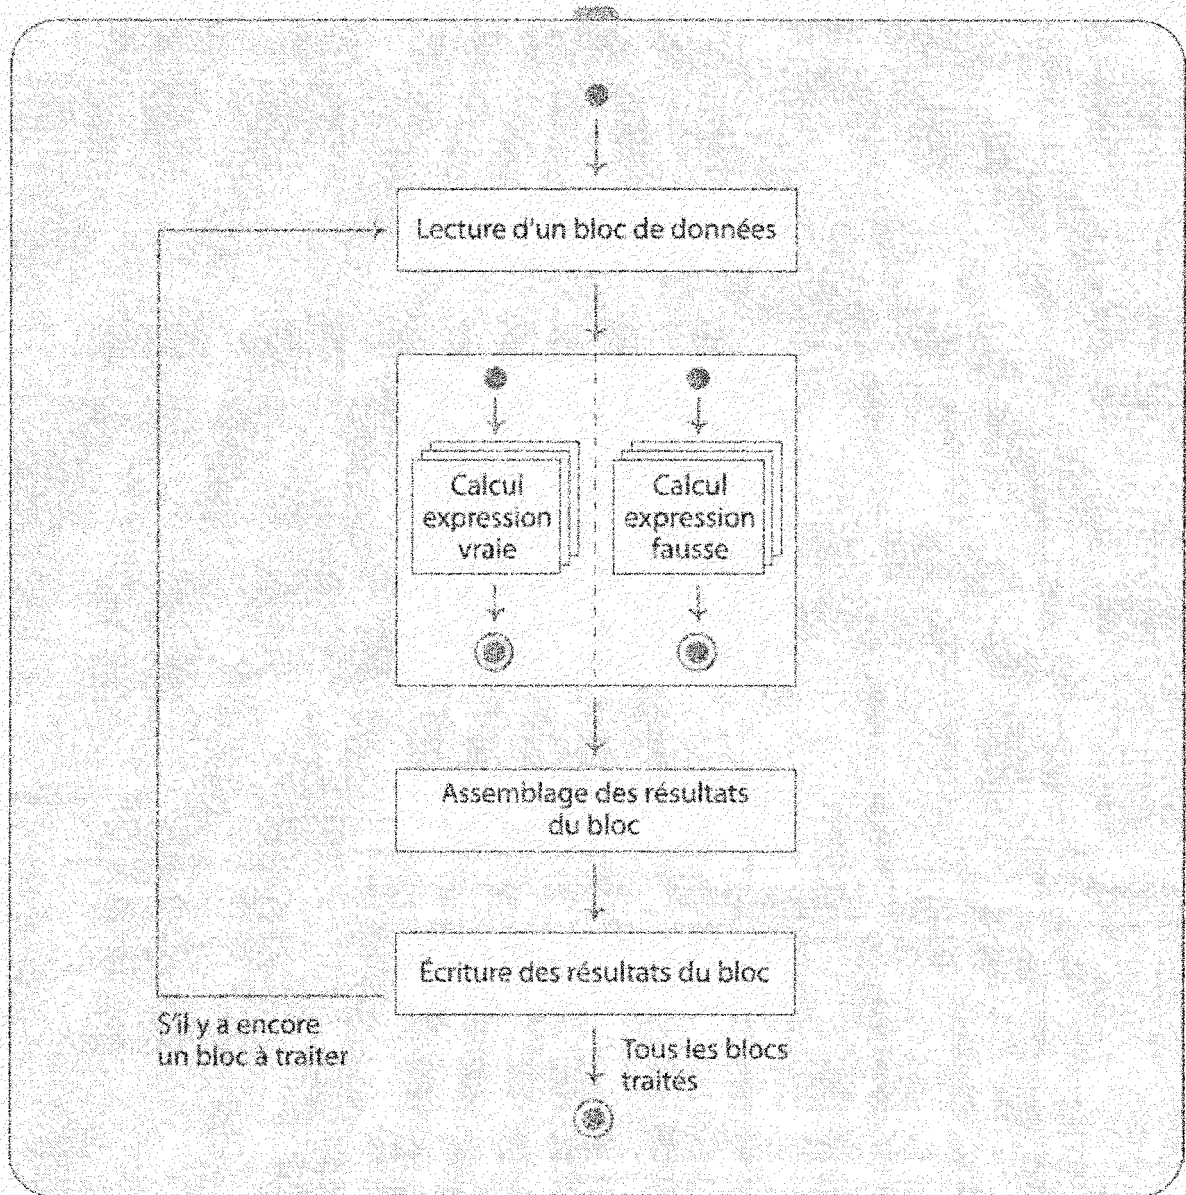 Lecture d'un bloc de données
Calcul
expression
vraie
Calcul
expression
fausse
Assemblage des résultats
du bloc
Écriture des résultats du bloc
S'il y a encore
un bloc à traiter
Tous les blocs
traités